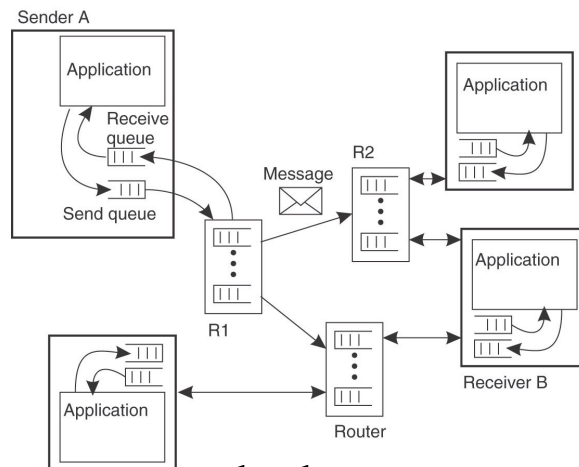 Sender A
Application
Receive
queue
Send queue
R1
Message
R2
Application
Application
Receiver B
Router
Application